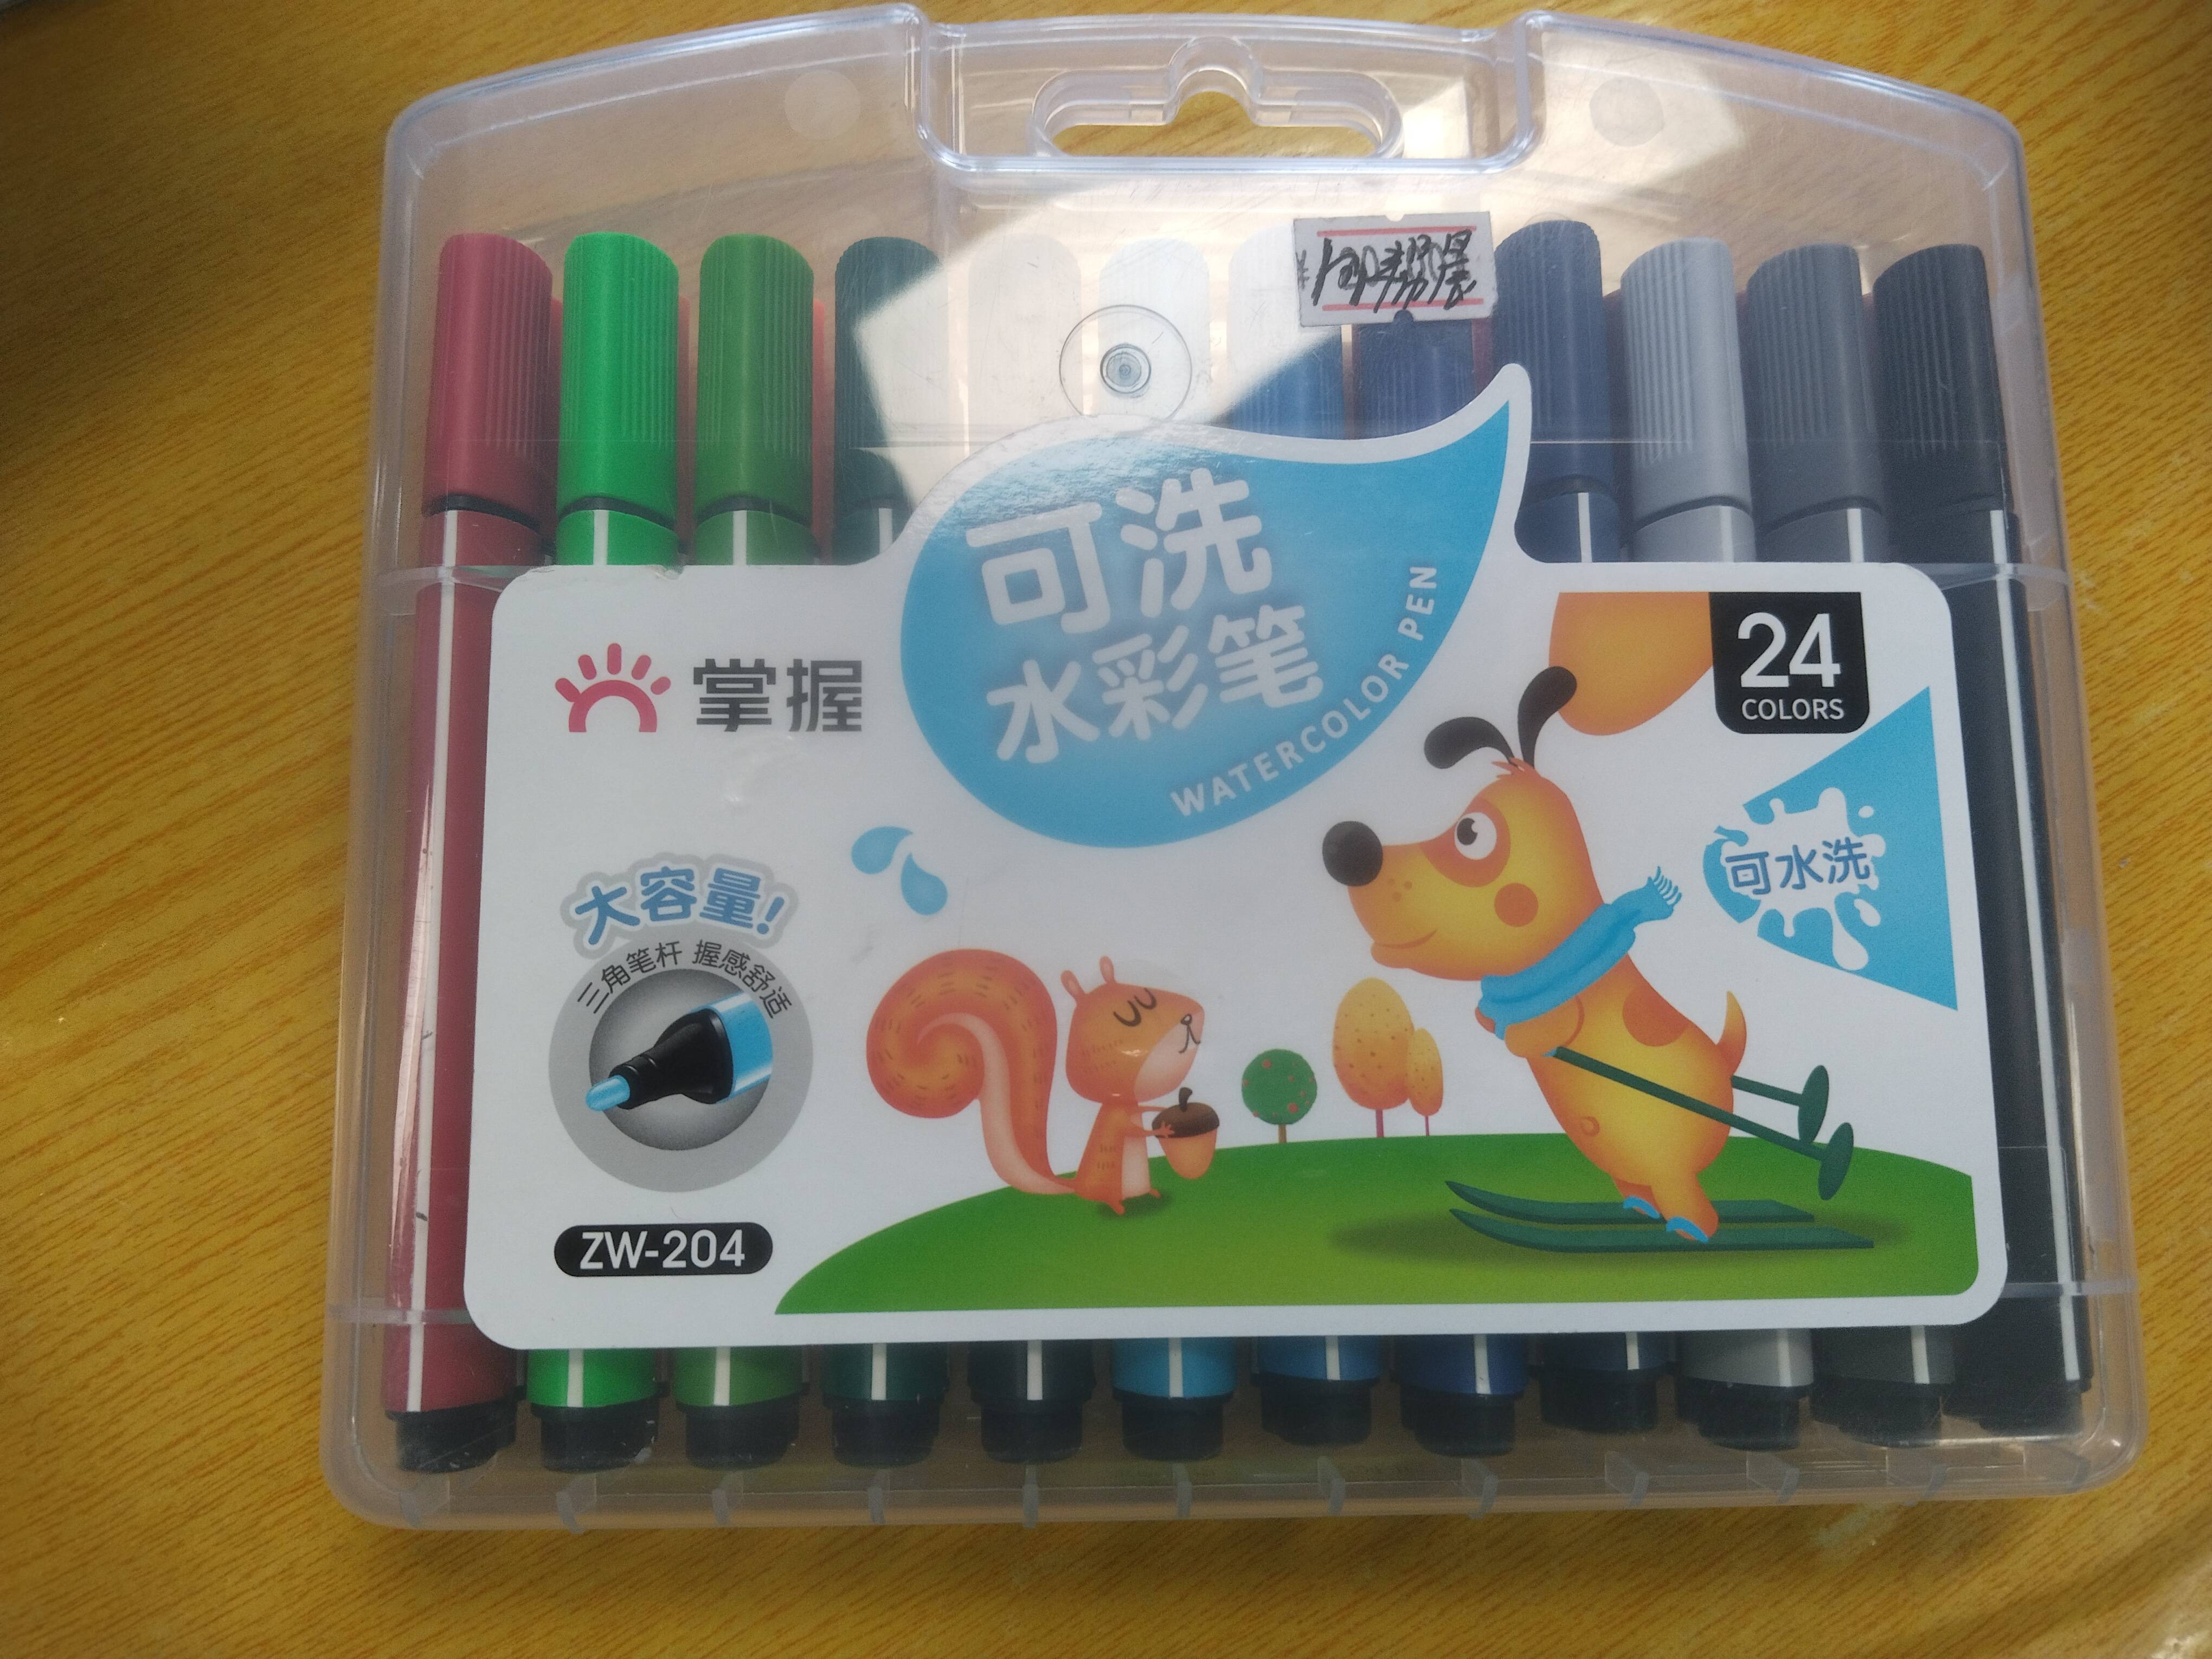 可洗
水彩笔
WATERCOLOR PEN
掌握
24
COLORS
可水洗
大容量!
三角笔杆 握感舒适
ZW-204